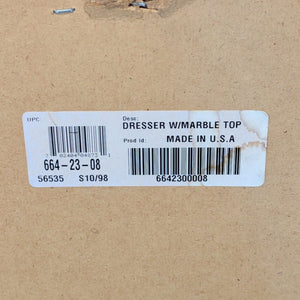 UPC:
Desc:
DRESSER W/MARBLE TOP
Prod Id:
MADE IN U.S.A
664-23-08
56535 S10/98
6642300008